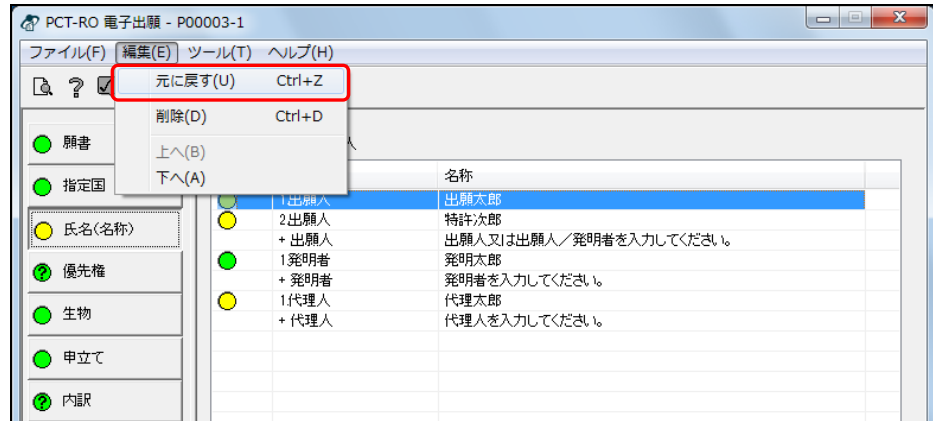 PCT-RO 電子出願 - P00003-1
ファイル(F) 編集(E) ツール(T) ヘルプ(H)
元に戻す(U) Ctrl+Z
削除(D) Ctrl+D
上へ(B)
下へ(A)
願書
指定国
氏名(名称)
優先権
生物
申立て
内訳
人
名称
1出願人 出願太郎
2出願人 特許次郎
+ 出願人 出願人又は出願人／発明者を入力してください。
1発明者 発明太郎
+ 発明者 発明者を入力してください。
1代理人 代理太郎
+ 代理人 代理人を入力してください。